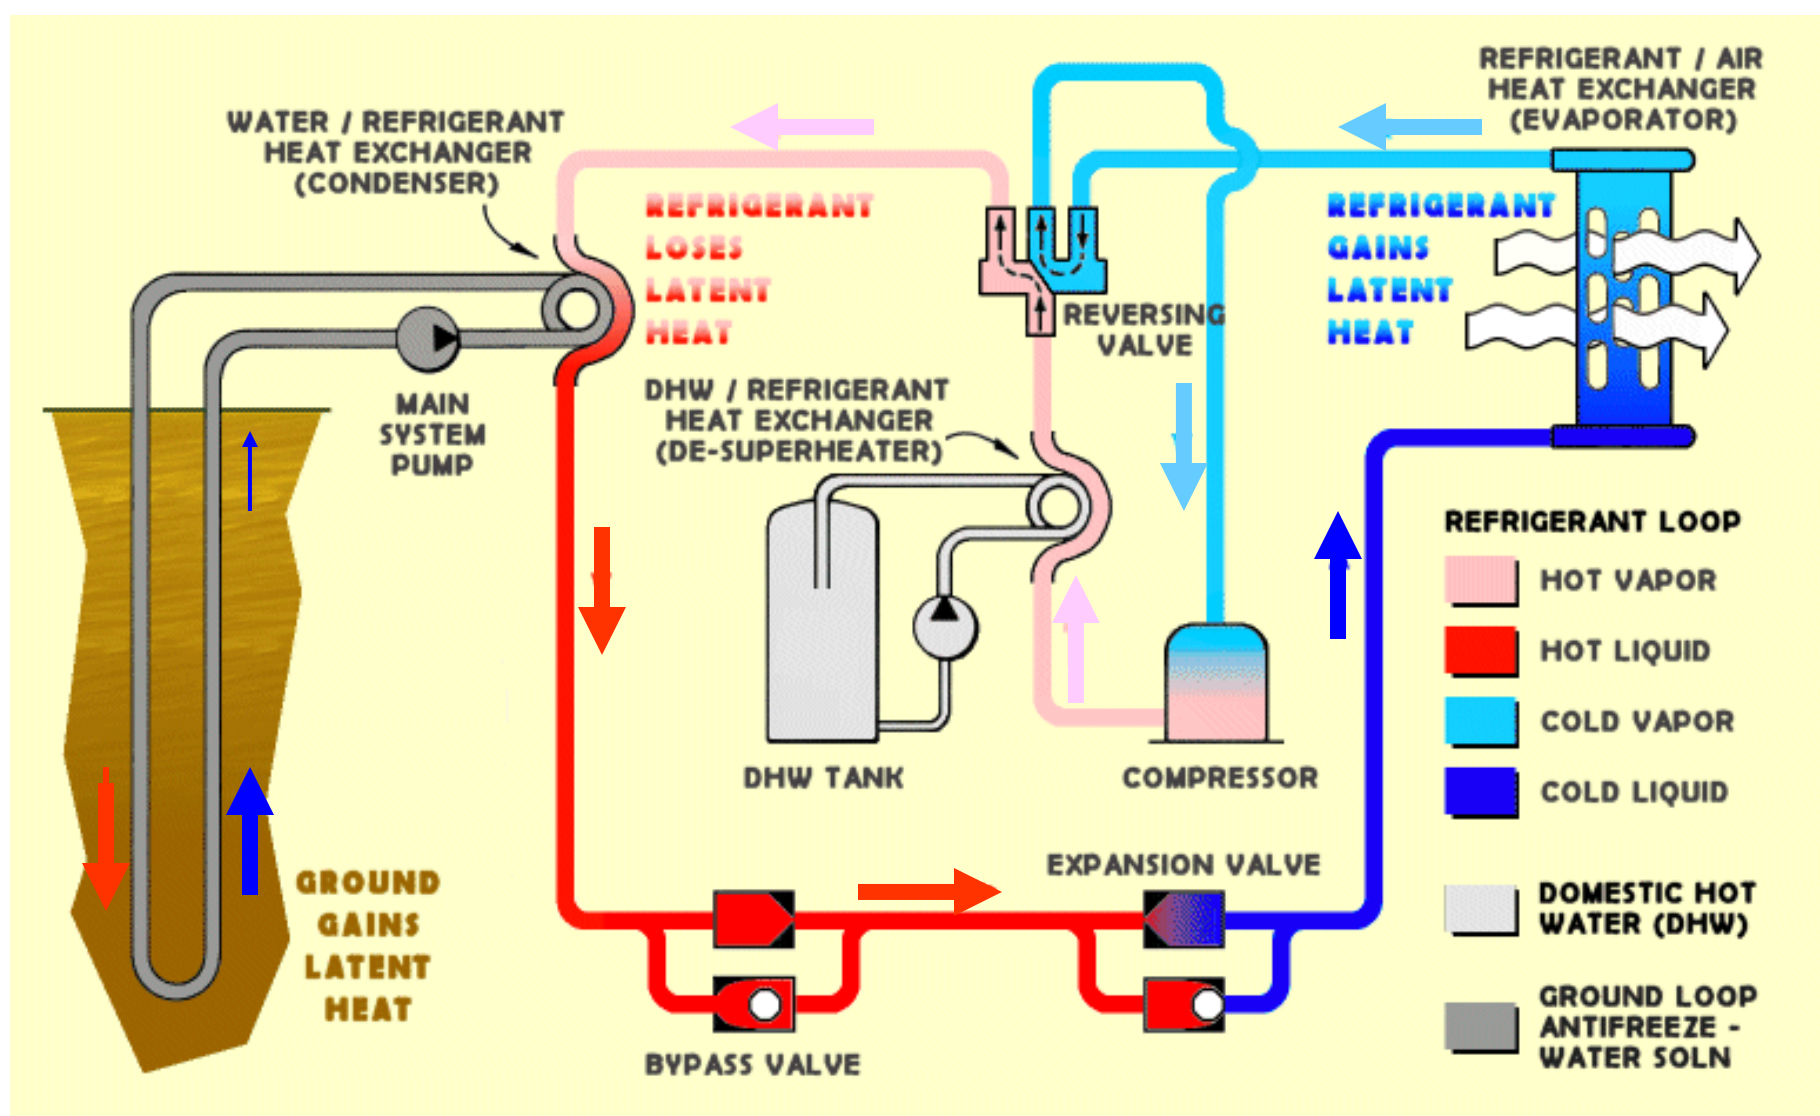 REFRIGERANT / AIR
HEAT EXCHANGER
(EVAPORATOR)
WATER / REFRIGERANT
HEAT EXCHANGER
(CONDENSER)
REFRIGERANT
LOSES
LATENT
HEAT
REFRIGERANT
GAINS
LATENT
HEAT
REVERSING
VALVE
DHW / REFRIGERANT
HEAT EXCHANGER
(DE-SUPERHEATER)
MAIN
SYSTEM
PUMP
REFRIGERANT LOOP
HOT VAPOR
HOT LIQUID
COLD VAPOR
COLD LIQUID
DHW TANK
COMPRESSOR
EXPANSION VALVE
GROUND
GAINS
LATENT
HEAT
DOMESTIC HOT
WATER (DHW)
GROUND LOOP
ANTIFREEZE -
WATER SOLN
BYPASS VALVE